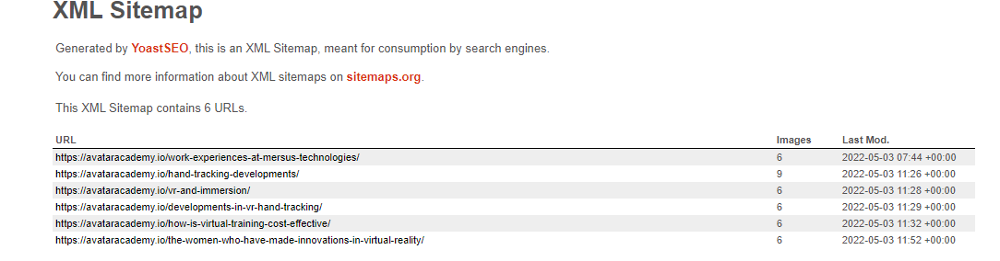 XML Sitemap
Generated by YoastSEO, this is an XML Sitemap, meant for consumption by search engines.
You can find more information about XML sitemaps on sitemaps.org.
This XML Sitemap contains 6 URLs.
URL Images Last Mod.
https://avataracademy.io/work-experiences-at-mersus-technologies/ 6 2022-05-03 07:44 +00:00
https://avataracademy.io/hand-tracking-developments/ 9 2022-05-03 11:26 +00:00
https://avataracademy.io/vr-and-immersion/ 6 2022-05-03 11:28 +00:00
https://avataracademy.io/developments-in-vr-hand-tracking/ 6 2022-05-03 11:29 +00:00
https://avataracademy.io/how-is-virtual-training-cost-effective/ 6 2022-05-03 11:32 +00:00
https://avataracademy.io/the-women-who-have-made-innovations-in-virtual-reality/ 6 2022-05-03 11:52 +00:00